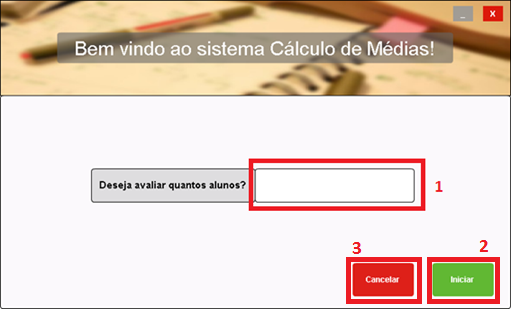 _ X
Bem vindo ao sistema Cálculo de Médias!
Deseja avaliar quantos alunos?
1
3
2
Cancelar
Iniciar